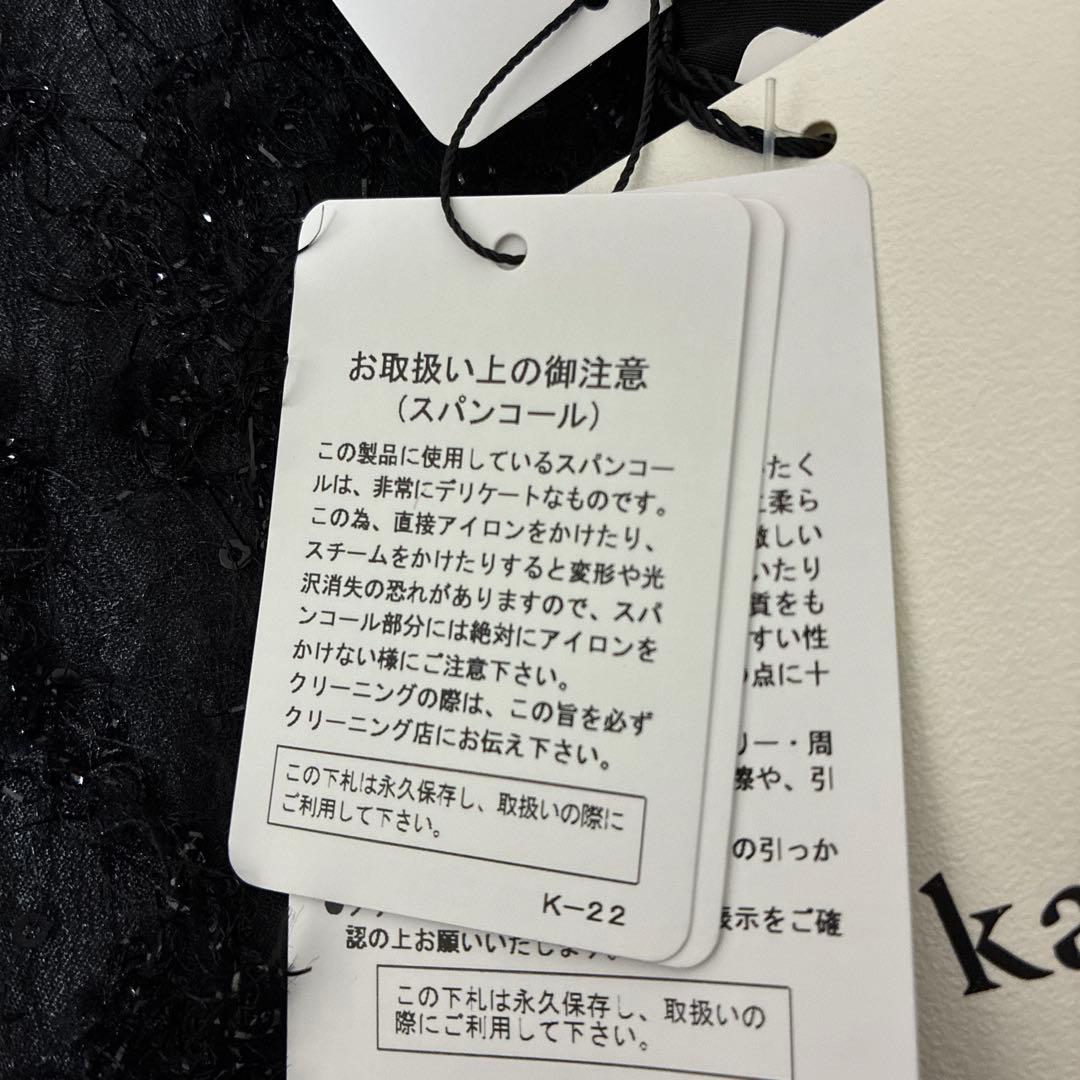 お取扱い上の御注意
（スパンコール）
この製品に使用しているスパンコー
ルは、非常にデリケートなものです。
この為、直接アイロンをかけたり、
スチームをかけたりすると変形や光
沢消失の恐れがありますので、スパ
ンコール部分には絶対にアイロンを
かけない様にご注意下さい。
クリーニングの際は、この旨を必ず
クリーニング店にお伝え下さい。
この下札は永久保存し、取扱いの際に
ご利用して下さい。
K-22
たく
柔ら
激しい
いたり
質をも
すい性
点に十
リー・周
際や、引
の引っか
表示をご確
認の上お願いいたします。
この下札は永久保存し、取扱いの
際にご利用して下さい。
ka